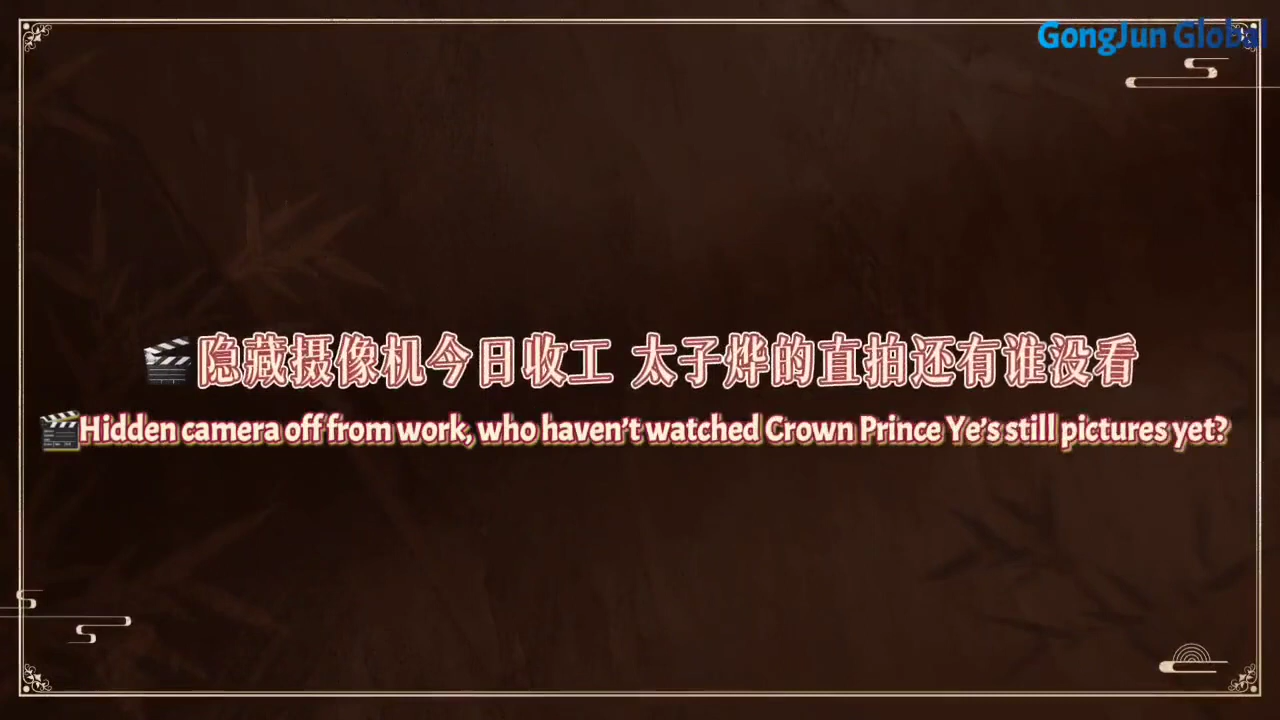 GongJun Global
🎬隐藏摄像机今日收工 太子烨的直拍还有谁没看
🎬Hidden camera off from work, who haven't watched Crown Prince Ye's still pictures yet?